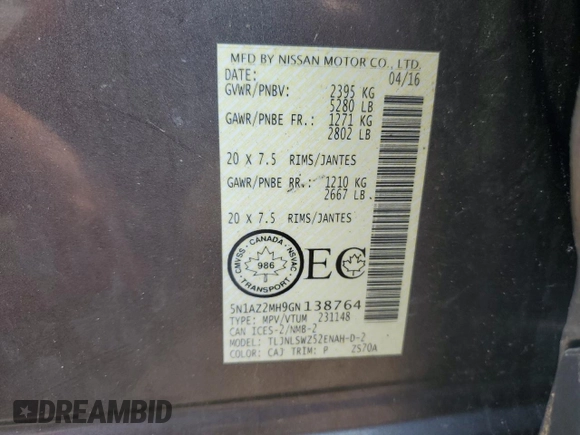 MFD BY NISSAN MOTOR CO., LTD.
DATE: 04/16
GVWR/PNBV: 2395 KG
5280 LB
GAWR/PNBE FR.: 1271 KG
2802 LB
20 X 7.5 RIMS/JANTES
GAWR/PNBE RR.: 1210 KG
2667 LB
20 X 7.5 RIMS/JANTES
CMVSS · CANADA · NSVAC
986
TRANSPORT
EC
5N1AZ2MH9GN138764
TYPE: MPV/VTUM 231148
CAN ICES-2/NMB-2
MODEL: TLJNLSWZ52ENAH-D-2
COLOR: CAJ TRIM: P 2S70A
DREAMBID